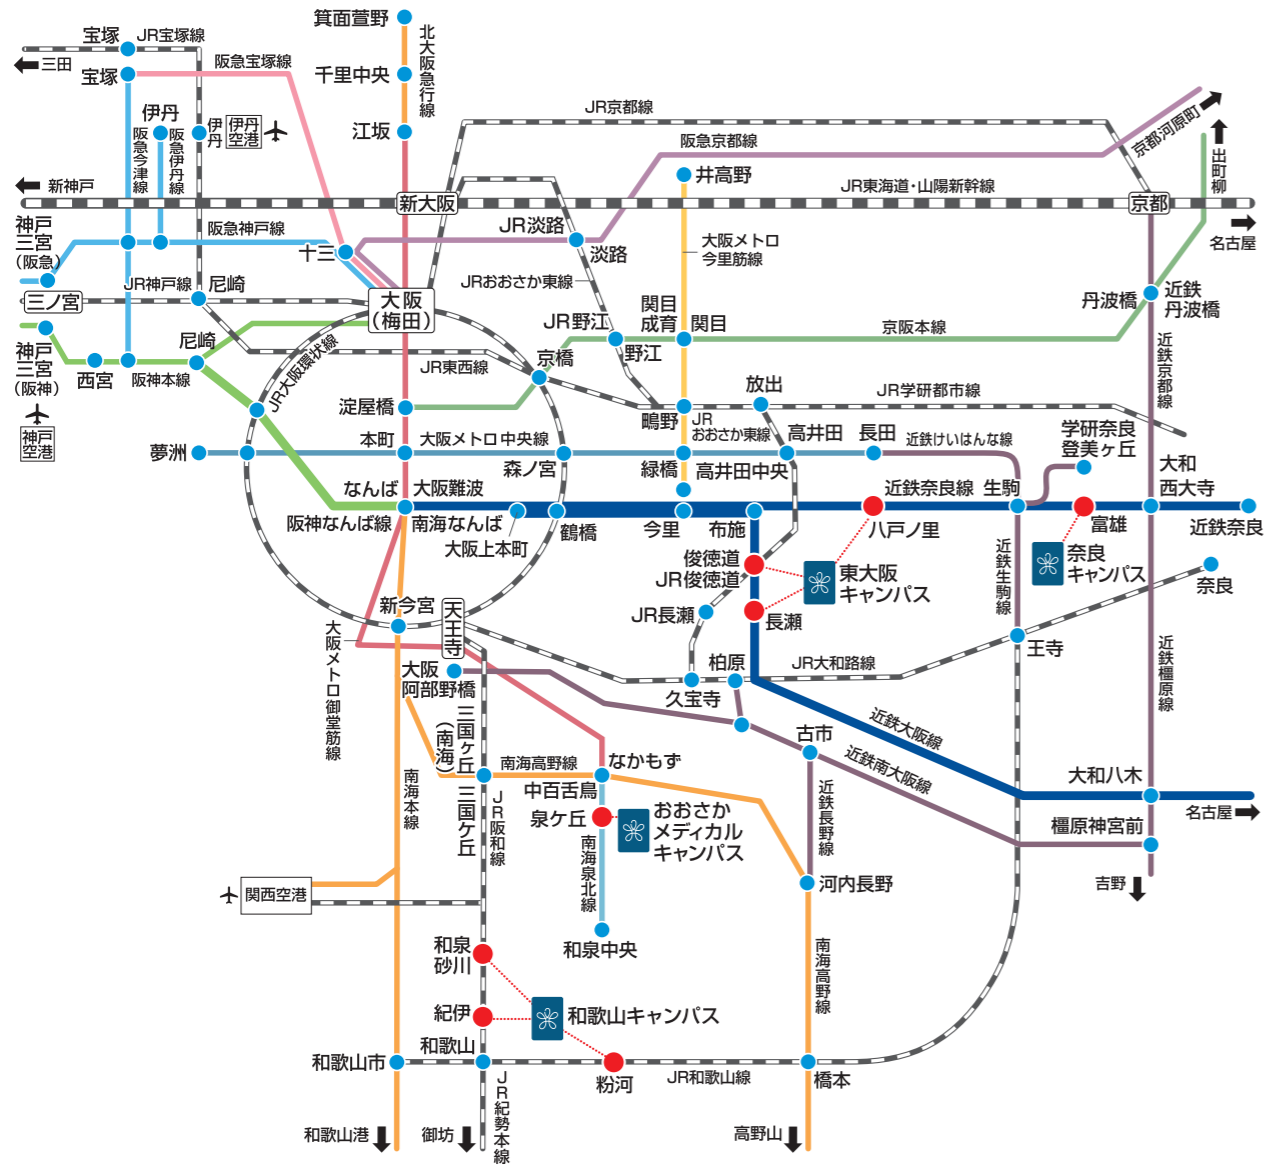 箕面萱野
北大阪急行線
千里中央
江坂
宝塚
JR宝塚線
三田
宝塚
阪急宝塚線
伊丹
阪急今津線
阪急伊丹線
伊丹
伊丹
空港
JR京都線
阪急京都線
京都河原町
出町柳
新神戸
井高野
JR東海道・山陽新幹線
新大阪
京都
名古屋
神戸
三宮
(阪急)
阪急神戸線
十三
JR淡路
淡路
大阪メトロ
今里筋線
JRおおさか東線
三ノ宮
JR神戸線
尼崎
大阪
(梅田)
丹波橋
近鉄
丹波橋
神戸
三宮
(阪神)
西宮
阪神本線
尼崎
JR大阪環状線
JR東西線
京橋
JR野江
野江
関目
成育
関目
京阪本線
近鉄京都線
神戸
空港
淀屋橋
鴫野
JR
おおさか東線
放出
JR学研都市線
夢洲
本町
大阪メトロ中央線
森ノ宮
緑橋
高井田
高井田中央
長田
近鉄けいはんな線
学研奈良
登美ヶ丘
なんば
大阪難波
阪神なんば線
南海なんば
大阪上本町
鶴橋
今里
布施
近鉄奈良線
八戸ノ里
生駒
富雄
大和
西大寺
近鉄奈良
俊徳道
JR俊徳道
東大阪
キャンパス
奈良
キャンパス
近鉄生駒線
奈良
新今宮
天王寺
JR長瀬
長瀬
王寺
大阪メトロ御堂筋線
大阪
阿部野橋
久宝寺
柏原
JR大和路線
近鉄橿原線
三国ヶ丘
(南海)
古市
近鉄大阪線
近鉄南大阪線
南海本線
三国ケ丘
JR阪和線
南海高野線
なかもず
中百舌鳥
泉ケ丘
おおさか
メディカル
キャンパス
近鉄長野線
大和八木
名古屋
橿原神宮前
吉野
関西空港
南海泉北線
河内長野
和泉
砂川
和泉中央
南海高野線
紀伊
和歌山キャンパス
和歌山市
和歌山
粉河
JR和歌山線
橋本
和歌山港
御坊
JR紀勢本線
高野山